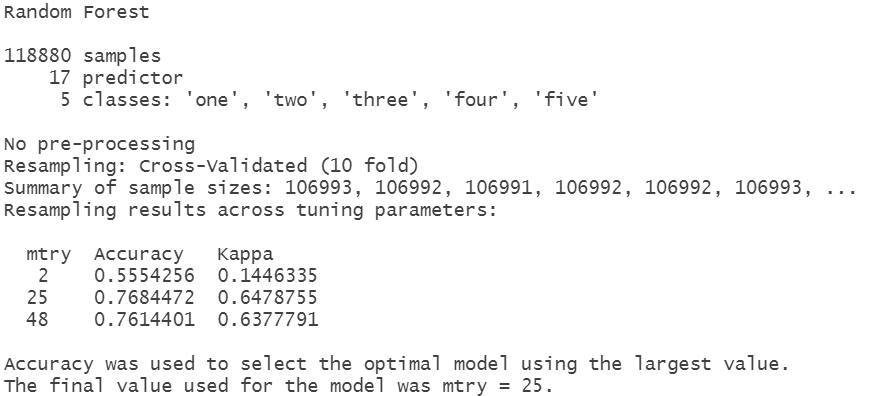 Random Forest
118880 samples
17 predictor
5 classes: 'one', 'two', 'three', 'four', 'five'
No pre-processing
Resampling: Cross-Validated (10 fold)
Summary of sample sizes: 106993, 106992, 106991, 106992, 106992, 106993, ...
Resampling results across tuning parameters:
mtry Accuracy Kappa
2 0.5554256 0.1446335
25 0.7684472 0.6478755
48 0.7614401 0.6377791
Accuracy was used to select the optimal model using the largest value.
The final value used for the model was mtry = 25.